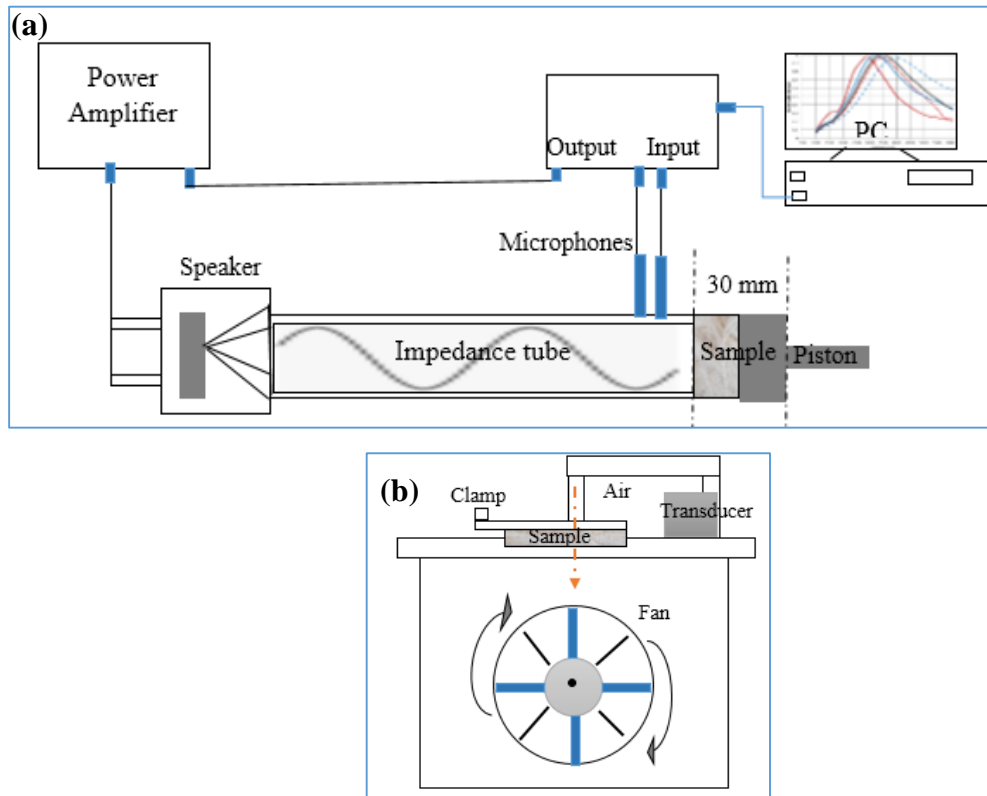 (a)
Power
Amplifier
Output Input
PC
Microphones
Speaker
30 mm
Impedance tube
Sample
Piston
(b)
Clamp
Air
Transducer
Sample
Fan